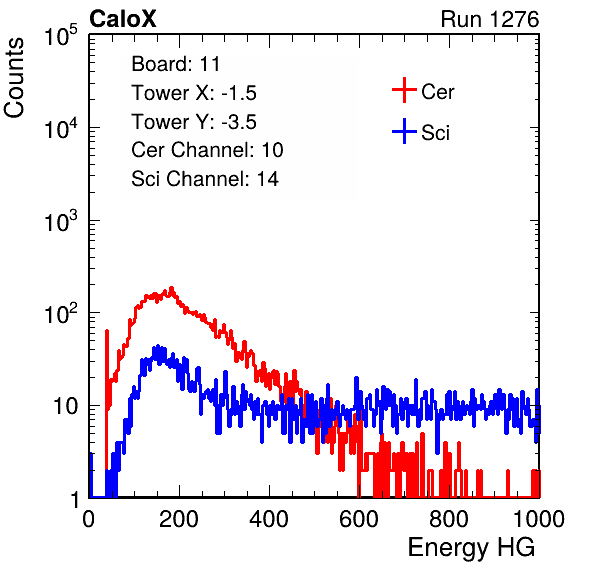 CaloX Run 1276
Counts
10^5
10^4
10^3
10^2
10
1
Board: 11
Tower X: -1.5
Tower Y: -3.5
Cer Channel: 10
Sci Channel: 14
Cer
Sci
0 200 400 600 800 1000
Energy HG